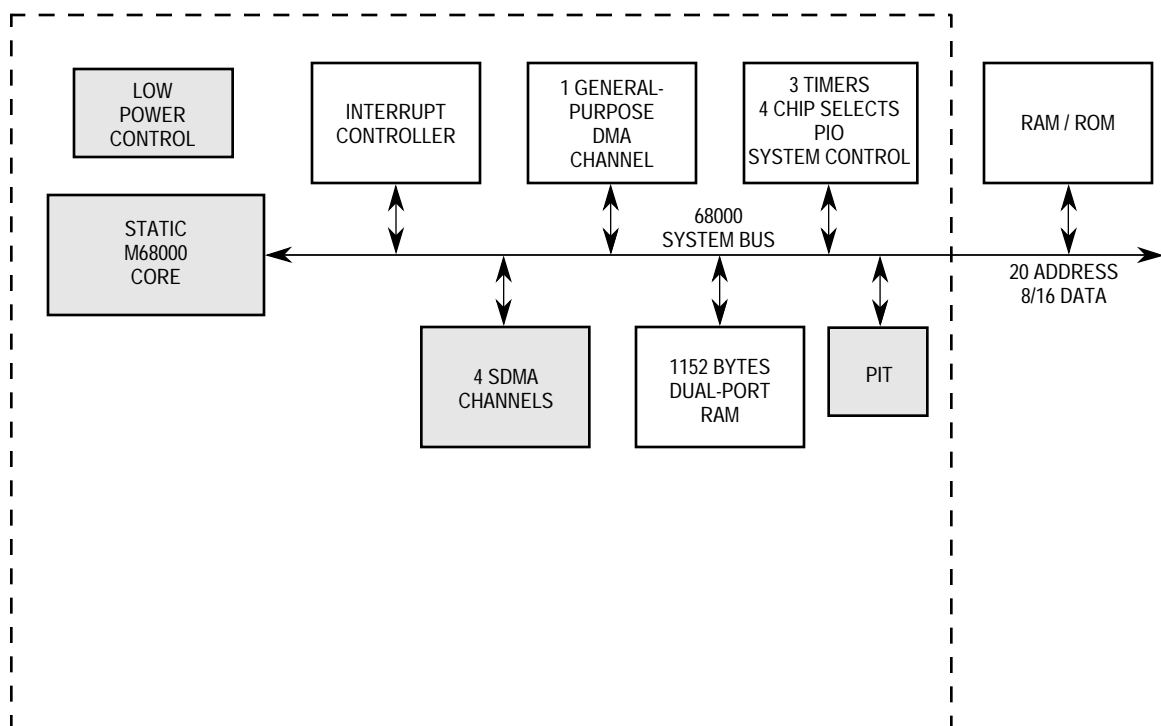 LOW
POWER
CONTROL
INTERRUPT
CONTROLLER
1 GENERAL-
PURPOSE
DMA
CHANNEL
3 TIMERS
4 CHIP SELECTS
PIO
SYSTEM CONTROL
RAM / ROM
STATIC
M68000
CORE
68000
SYSTEM BUS
20 ADDRESS
8/16 DATA
4 SDMA
CHANNELS
1152 BYTES
DUAL-PORT
RAM
PIT